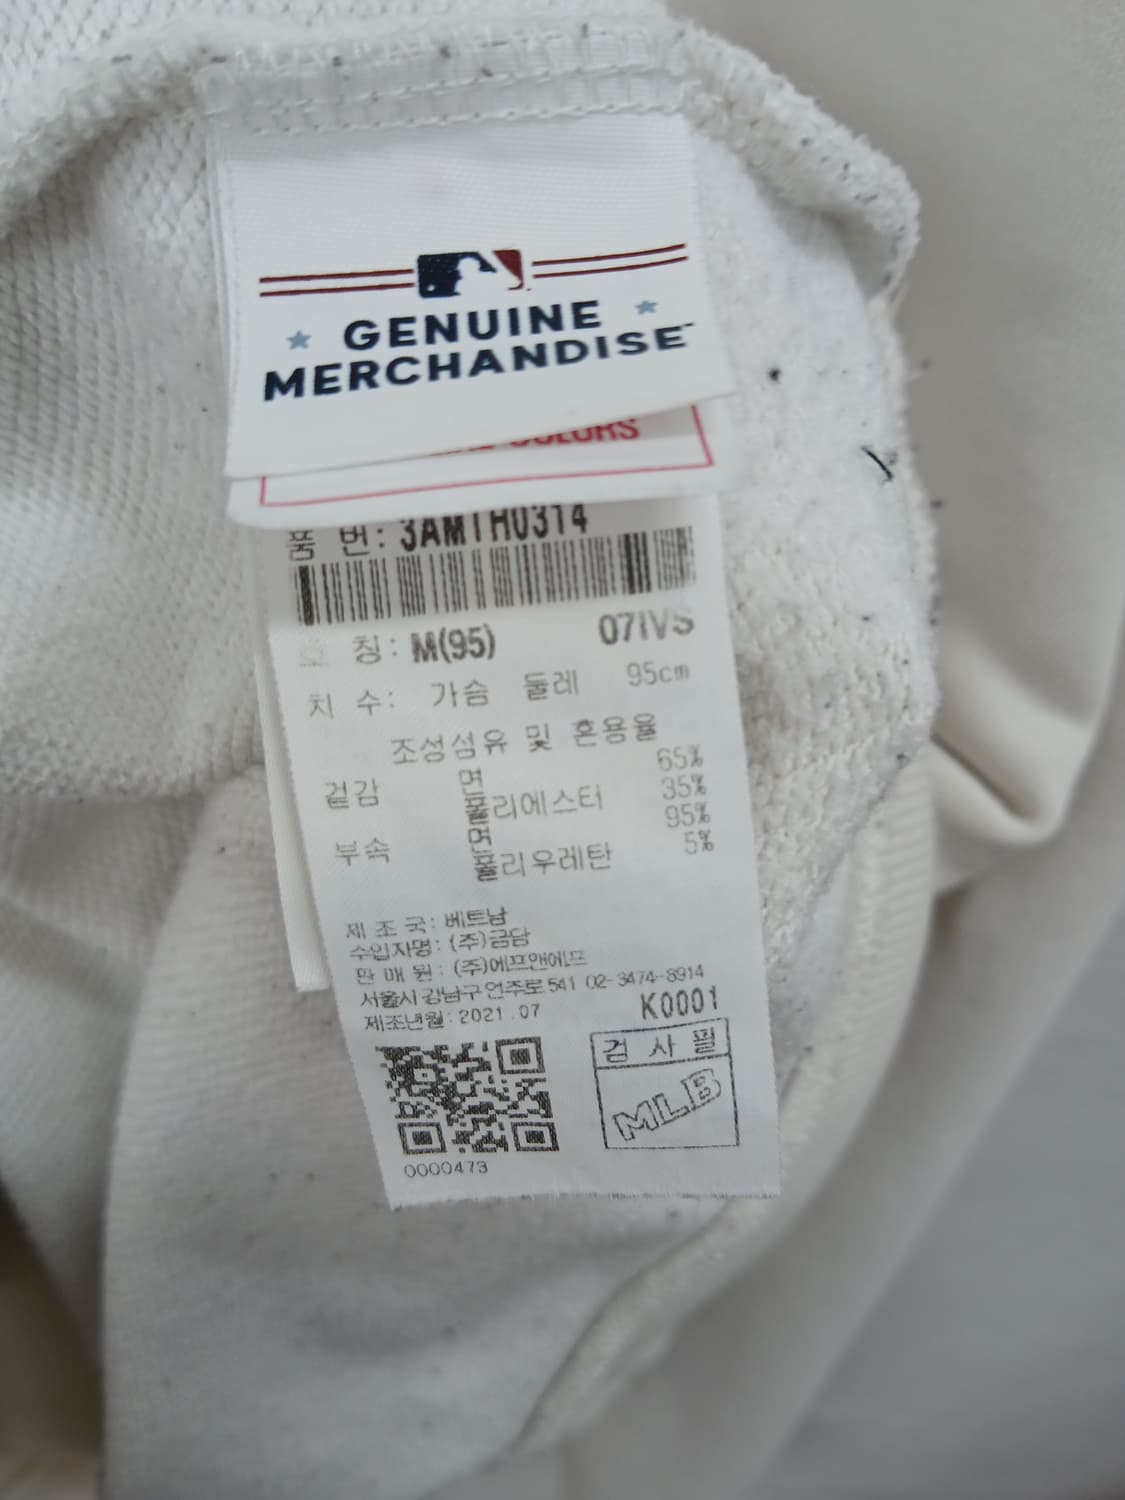 GENUINE
MERCHANDISE™
COLORS
품 번: 3AMTH0314
호 칭: M(95) 07IVS
치 수: 가슴 둘레 95cm
조성섬유 및 혼용율
겉감 면 65%
폴리에스터 35%
부속 면 95%
폴리우레탄 5%
제 조 국: 베트남
수입자명: (주)금담
판 매 원: (주)에프앤에프
서울시 강남구 언주로 541 02-3474-8914
제조년월: 2021.07 K0001
검 사 필
MLB
0000473